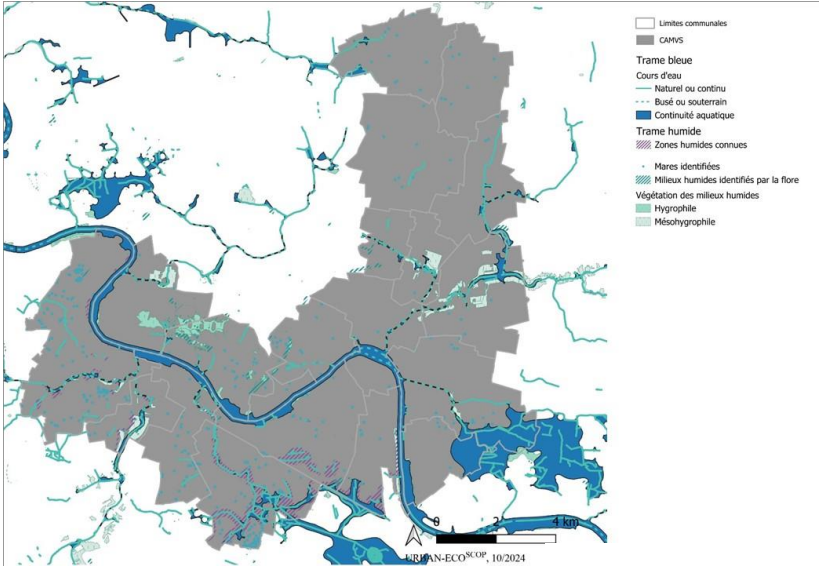 Limites communales
CAMVS
Trame bleue
Cours d'eau
Naturel ou continu
Busé ou souterrain
Continuité aquatique
Trame humide
Zones humides connues
Mares identifiées
Milieux humides identifiés par la flore
Végétation des milieux humides
Hygrophile
Mésohygrophile
0 2 4 km
URBAN-ECOSCOP, 10/2024